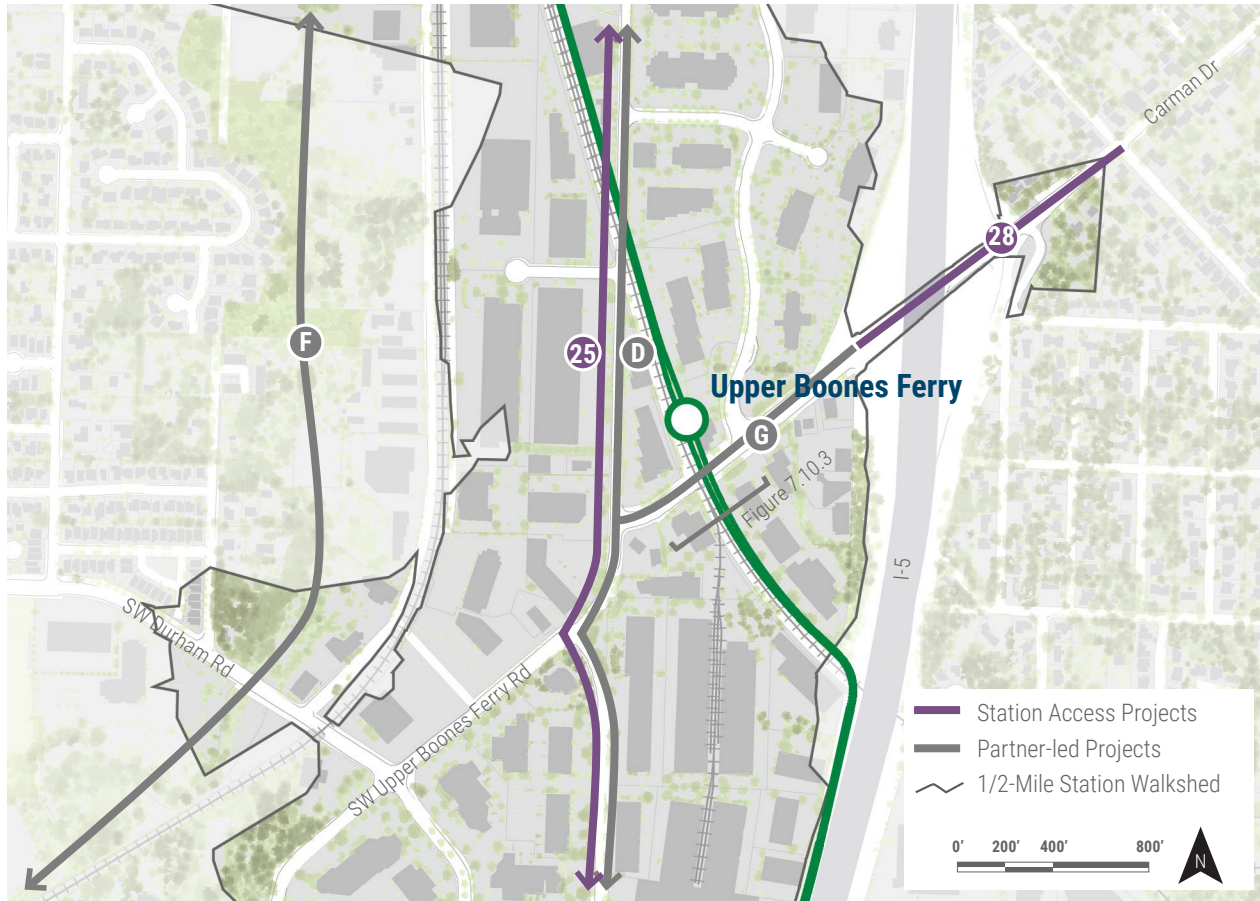 Carman Dr
28
F
25
D
Upper Boones Ferry
G
Figure 7.10.3
I-5
SW Durham Rd
SW Upper Boones Ferry Rd
Station Access Projects
Partner-led Projects
1/2-Mile Station Walkshed
0' 200' 400' 800'
N